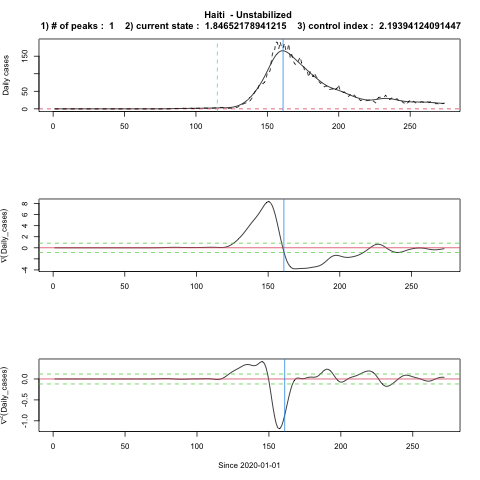 Haiti - Unstabilized
1) # of peaks : 1 2) current state : 1.84652178941215 3) control index : 2.19394124091447
Daily cases
150
50
0
0 50 100 150 200 250
∇(Daily_cases)
8
6
4
2
0
-4
0 50 100 150 200 250
∇²(Daily_cases)
0.0
-0.5
-1.0
0 50 100 150 200 250
Since 2020-01-01